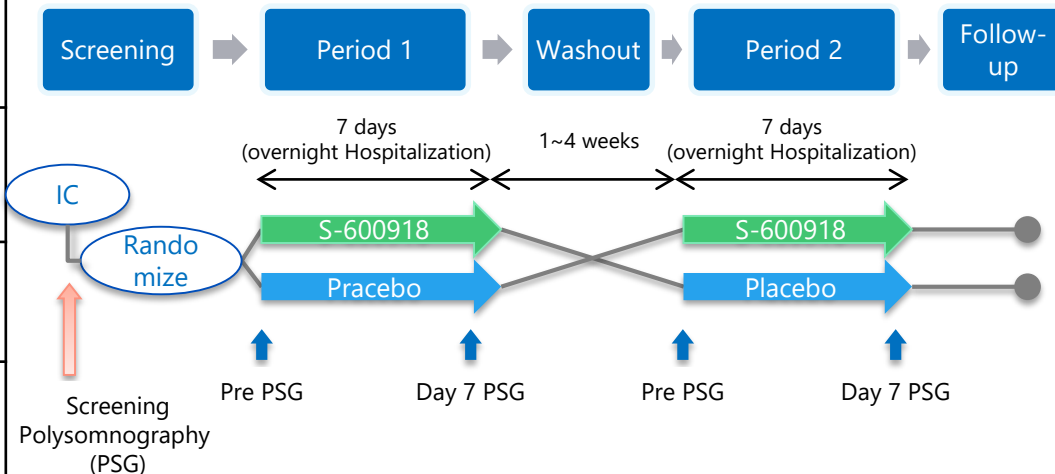 Screening
Period 1
Washout
Period 2
Follow-
up
7 days
(overnight Hospitalization)
1~4 weeks
7 days
(overnight Hospitalization)
IC
Rando
mize
S-600918
S-600918
Pracebo
Placebo
Pre PSG
Day 7 PSG
Pre PSG
Day 7 PSG
Screening
Polysomnography
(PSG)